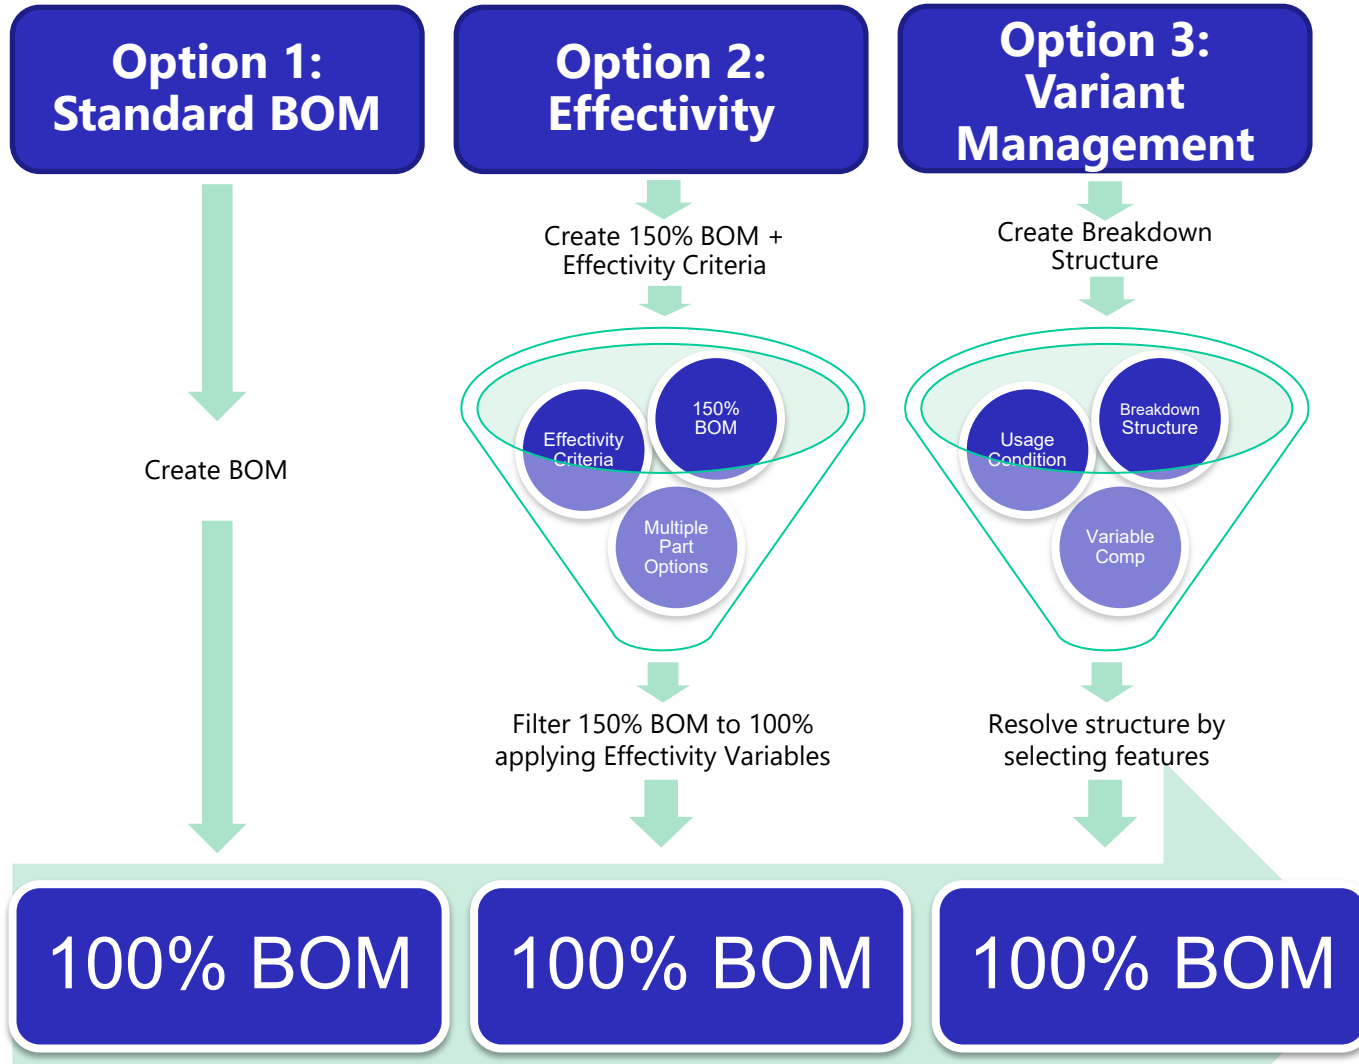 Option 1:
Standard BOM
Option 2:
Effectivity
Option 3:
Variant
Management
Create BOM
Create 150% BOM +
Effectivity Criteria
Create Breakdown
Structure
Effectivity
Criteria
150%
BOM
Multiple
Part
Options
Usage
Condition
Breakdown
Structure
Variable
Comp
Filter 150% BOM to 100%
applying Effectivity Variables
Resolve structure by
selecting features
100% BOM
100% BOM
100% BOM